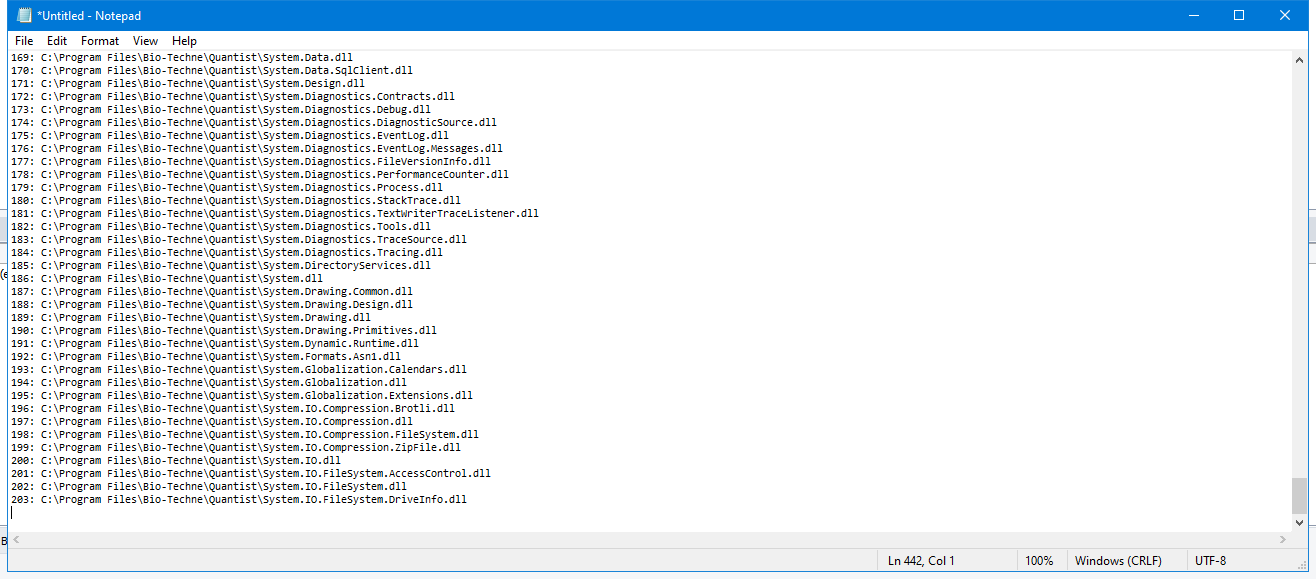 *Untitled - Notepad
File Edit Format View Help
169: C:\Program Files\Bio-Techne\Quantist\System.Data.dll
170: C:\Program Files\Bio-Techne\Quantist\System.Data.SqlClient.dll
171: C:\Program Files\Bio-Techne\Quantist\System.Design.dll
172: C:\Program Files\Bio-Techne\Quantist\System.Diagnostics.Contracts.dll
173: C:\Program Files\Bio-Techne\Quantist\System.Diagnostics.Debug.dll
174: C:\Program Files\Bio-Techne\Quantist\System.Diagnostics.DiagnosticSource.dll
175: C:\Program Files\Bio-Techne\Quantist\System.Diagnostics.EventLog.dll
176: C:\Program Files\Bio-Techne\Quantist\System.Diagnostics.EventLog.Messages.dll
177: C:\Program Files\Bio-Techne\Quantist\System.Diagnostics.FileVersionInfo.dll
178: C:\Program Files\Bio-Techne\Quantist\System.Diagnostics.PerformanceCounter.dll
179: C:\Program Files\Bio-Techne\Quantist\System.Diagnostics.Process.dll
180: C:\Program Files\Bio-Techne\Quantist\System.Diagnostics.StackTrace.dll
181: C:\Program Files\Bio-Techne\Quantist\System.Diagnostics.TextWriterTraceListener.dll
182: C:\Program Files\Bio-Techne\Quantist\System.Diagnostics.Tools.dll
183: C:\Program Files\Bio-Techne\Quantist\System.Diagnostics.TraceSource.dll
184: C:\Program Files\Bio-Techne\Quantist\System.Diagnostics.Tracing.dll
185: C:\Program Files\Bio-Techne\Quantist\System.DirectoryServices.dll
186: C:\Program Files\Bio-Techne\Quantist\System.dll
187: C:\Program Files\Bio-Techne\Quantist\System.Drawing.Common.dll
188: C:\Program Files\Bio-Techne\Quantist\System.Drawing.Design.dll
189: C:\Program Files\Bio-Techne\Quantist\System.Drawing.dll
190: C:\Program Files\Bio-Techne\Quantist\System.Drawing.Primitives.dll
191: C:\Program Files\Bio-Techne\Quantist\System.Dynamic.Runtime.dll
192: C:\Program Files\Bio-Techne\Quantist\System.Formats.Asn1.dll
193: C:\Program Files\Bio-Techne\Quantist\System.Globalization.Calendars.dll
194: C:\Program Files\Bio-Techne\Quantist\System.Globalization.dll
195: C:\Program Files\Bio-Techne\Quantist\System.Globalization.Extensions.dll
196: C:\Program Files\Bio-Techne\Quantist\System.IO.Compression.Brotli.dll
197: C:\Program Files\Bio-Techne\Quantist\System.IO.Compression.dll
198: C:\Program Files\Bio-Techne\Quantist\System.IO.Compression.FileSystem.dll
199: C:\Program Files\Bio-Techne\Quantist\System.IO.Compression.ZipFile.dll
200: C:\Program Files\Bio-Techne\Quantist\System.IO.dll
201: C:\Program Files\Bio-Techne\Quantist\System.IO.FileSystem.AccessControl.dll
202: C:\Program Files\Bio-Techne\Quantist\System.IO.FileSystem.dll
203: C:\Program Files\Bio-Techne\Quantist\System.IO.FileSystem.DriveInfo.dll
Ln 442, Col 1 100% Windows (CRLF) UTF-8